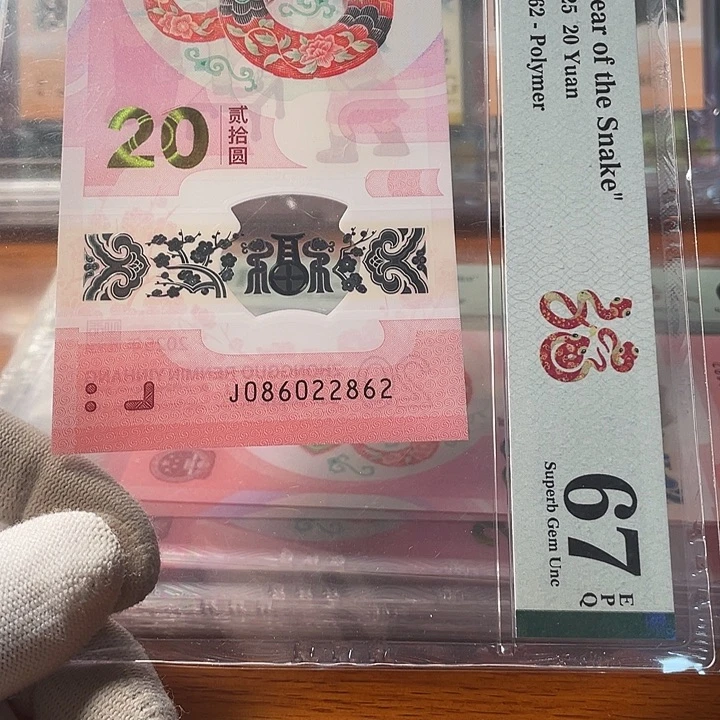 20
贰拾圆
J086022862
ear of the Snake"
25 20 Yuan
62 - Polymer
67
EPQ
Superb Gem Unc
ZHONGGUO RENMIN YINHANG